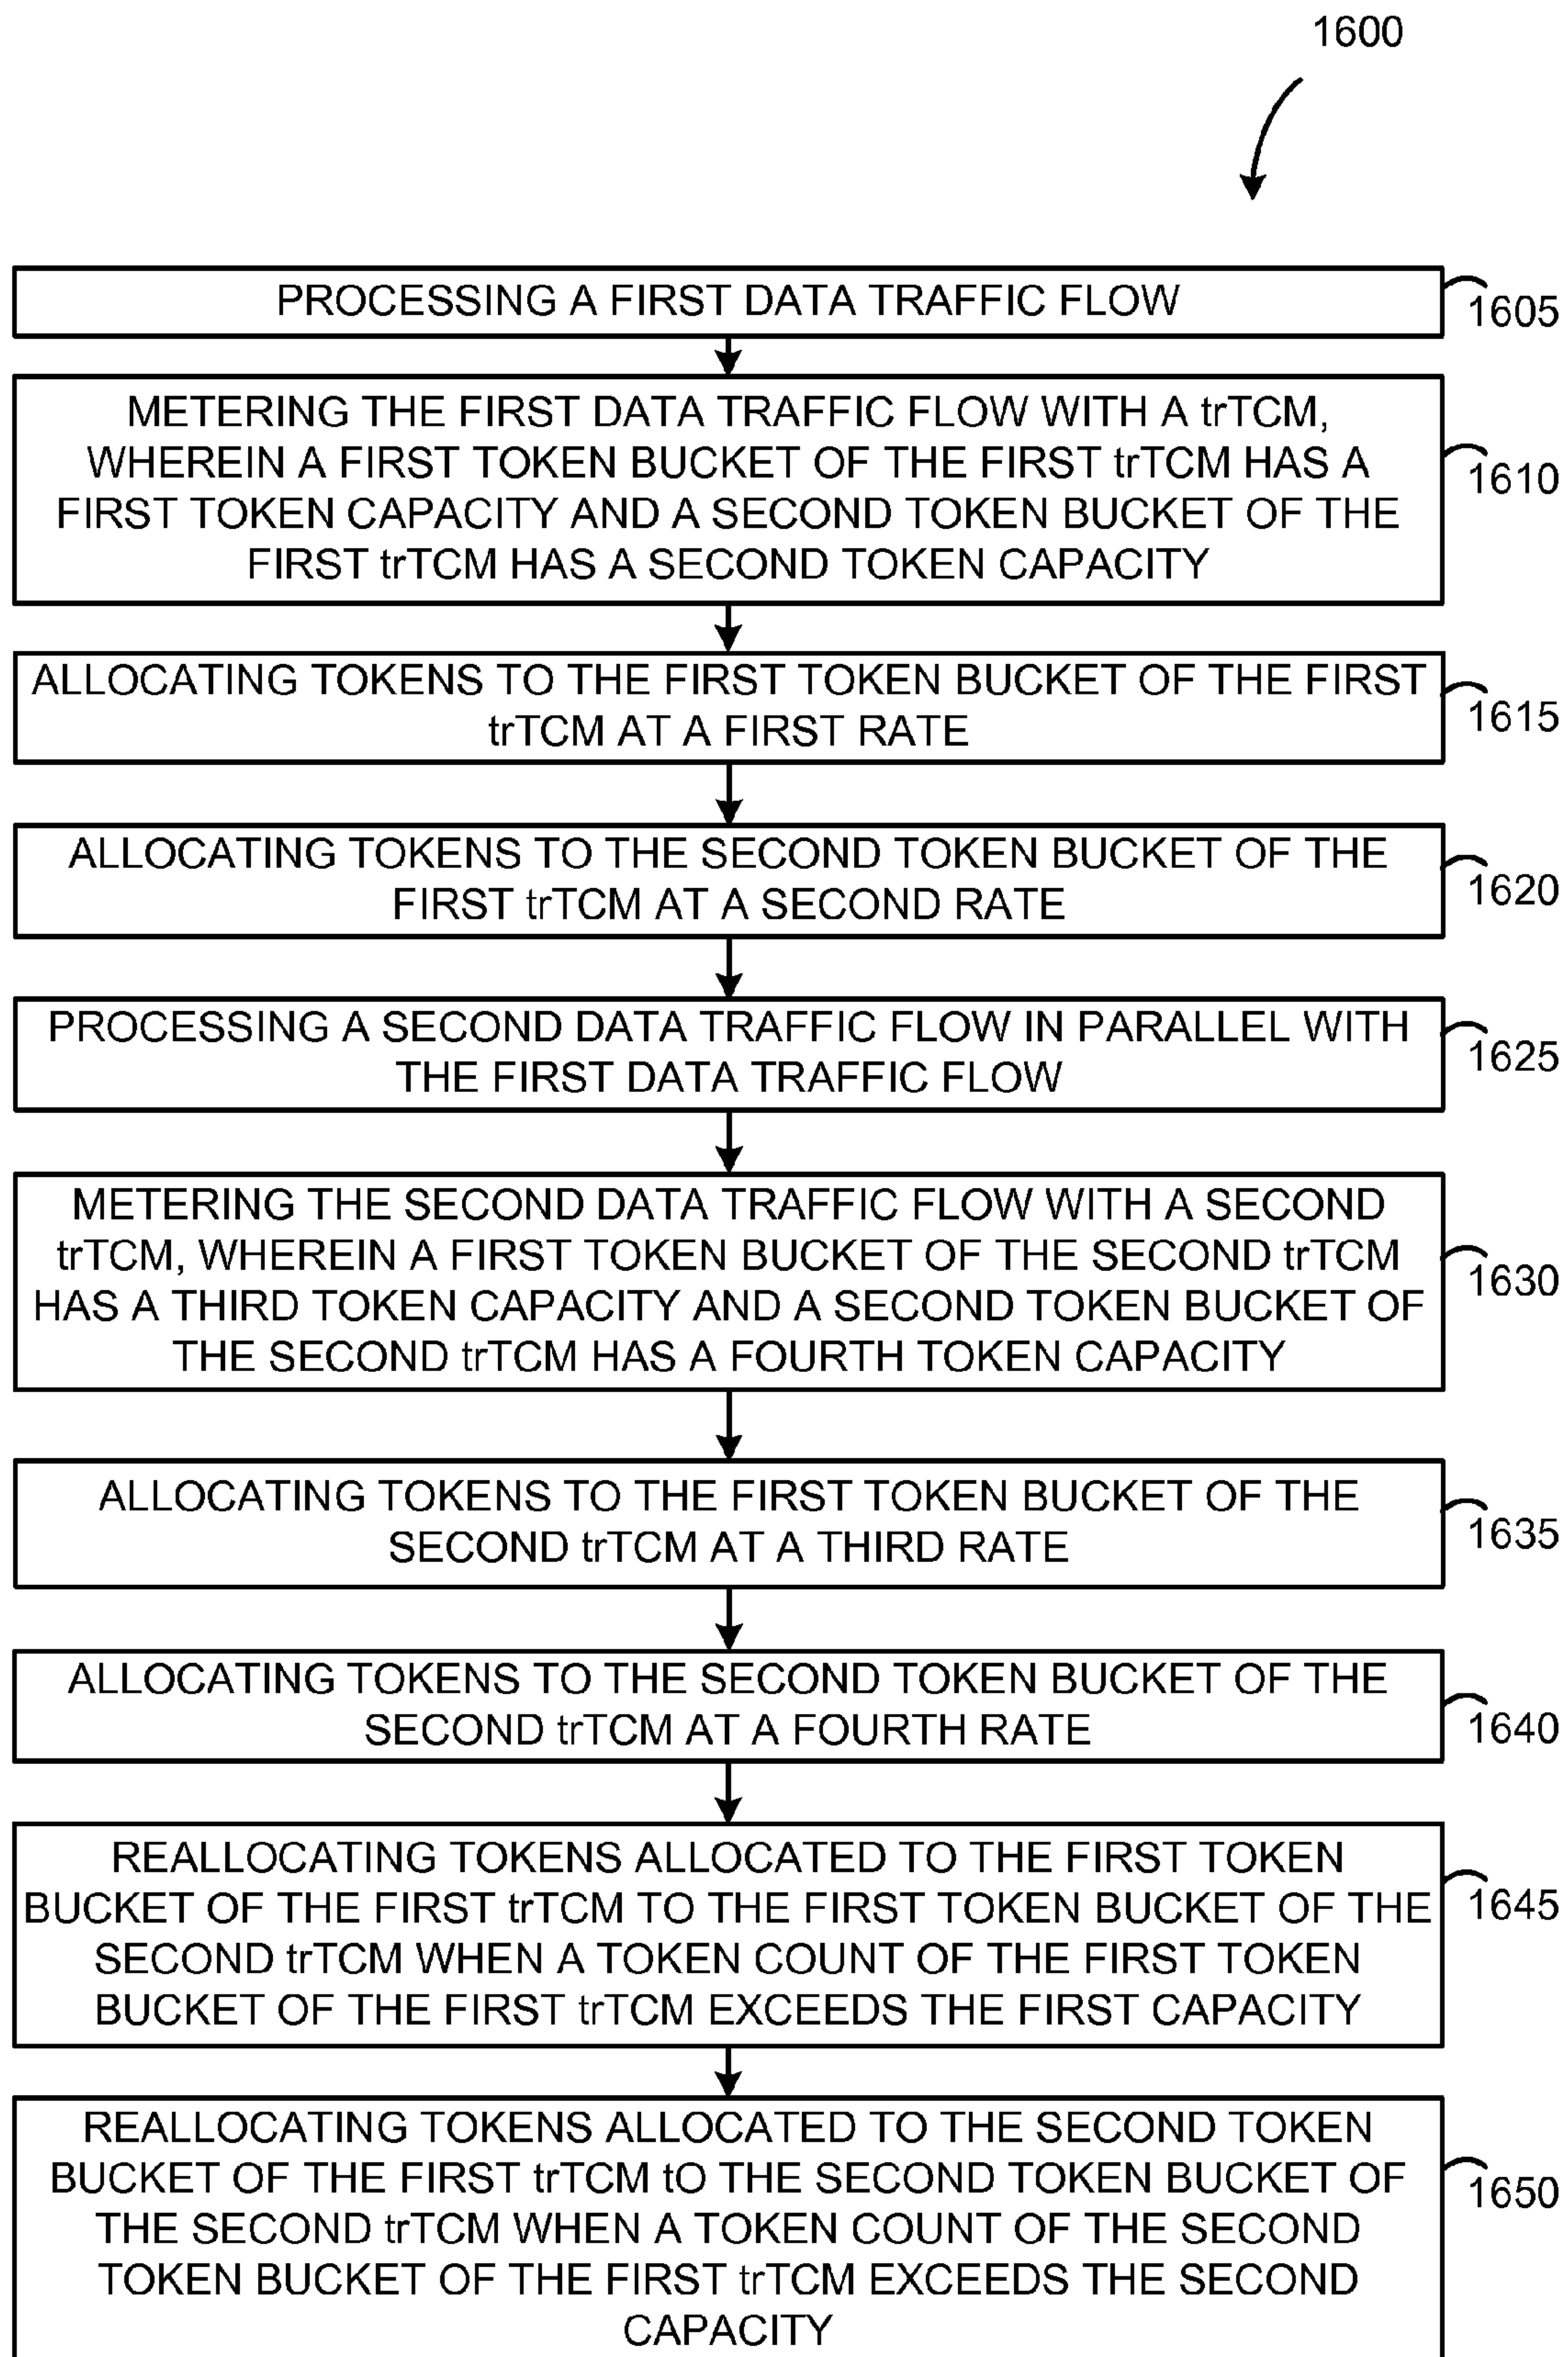 1600
PROCESSING A FIRST DATA TRAFFIC FLOW
1605
METERING THE FIRST DATA TRAFFIC FLOW WITH A trTCM,
WHEREIN A FIRST TOKEN BUCKET OF THE FIRST trTCM HAS A
FIRST TOKEN CAPACITY AND A SECOND TOKEN BUCKET OF THE
FIRST trTCM HAS A SECOND TOKEN CAPACITY
1610
ALLOCATING TOKENS TO THE FIRST TOKEN BUCKET OF THE FIRST
trTCM AT A FIRST RATE
1615
ALLOCATING TOKENS TO THE SECOND TOKEN BUCKET OF THE
FIRST trTCM AT A SECOND RATE
1620
PROCESSING A SECOND DATA TRAFFIC FLOW IN PARALLEL WITH
THE FIRST DATA TRAFFIC FLOW
1625
METERING THE SECOND DATA TRAFFIC FLOW WITH A SECOND
trTCM, WHEREIN A FIRST TOKEN BUCKET OF THE SECOND trTCM
HAS A THIRD TOKEN CAPACITY AND A SECOND TOKEN BUCKET OF
THE SECOND trTCM HAS A FOURTH TOKEN CAPACITY
1630
ALLOCATING TOKENS TO THE FIRST TOKEN BUCKET OF THE
SECOND trTCM AT A THIRD RATE
1635
ALLOCATING TOKENS TO THE SECOND TOKEN BUCKET OF THE
SECOND trTCM AT A FOURTH RATE
1640
REALLOCATING TOKENS ALLOCATED TO THE FIRST TOKEN
BUCKET OF THE FIRST trTCM TO THE FIRST TOKEN BUCKET OF THE
SECOND trTCM WHEN A TOKEN COUNT OF THE FIRST TOKEN
BUCKET OF THE FIRST trTCM EXCEEDS THE FIRST CAPACITY
1645
REALLOCATING TOKENS ALLOCATED TO THE SECOND TOKEN
BUCKET OF THE FIRST trTCM tO THE SECOND TOKEN BUCKET OF
THE SECOND trTCM WHEN A TOKEN COUNT OF THE SECOND
TOKEN BUCKET OF THE FIRST trTCM EXCEEDS THE SECOND
CAPACITY
1650